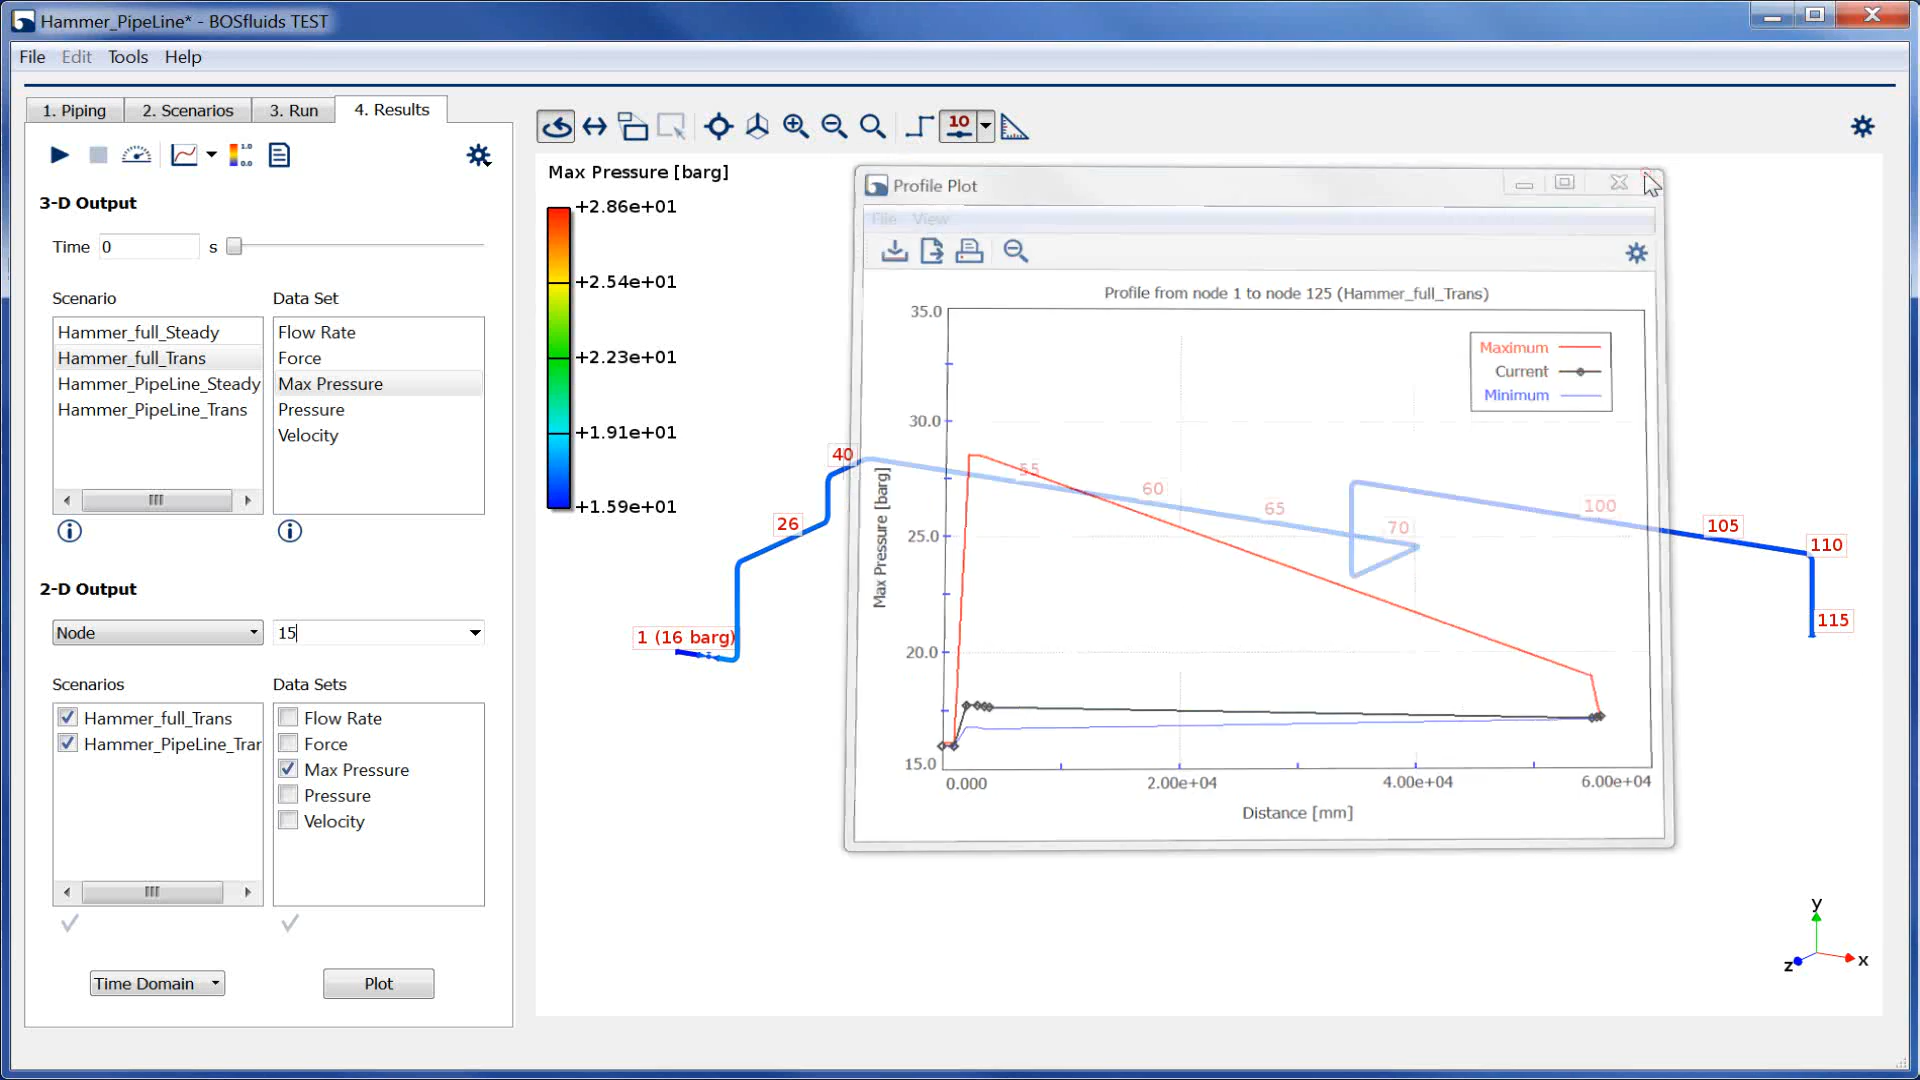 Hammer_PipeLine* - BOSfluids TEST
File Edit Tools Help
1. Piping
2. Scenarios
3. Run
4. Results
10
1.0
0.0
3-D Output
Time 0 s
Scenario
Data Set
Hammer_full_Steady
Hammer_full_Trans
Hammer_PipeLine_Steady
Hammer_PipeLine_Trans
Flow Rate
Force
Max Pressure
Pressure
Velocity
2-D Output
Node
15
Scenarios
Data Sets
Hammer_full_Trans
Hammer_PipeLine_Trar
Flow Rate
Force
Max Pressure
Pressure
Velocity
Time Domain
Plot
Max Pressure [barg]
+2.86e+01
+2.54e+01
+2.23e+01
+1.91e+01
+1.59e+01
1 (16 barg)
26
40
55
60
65
70
100
105
110
115
Profile Plot
File View
Profile from node 1 to node 125 (Hammer_full_Trans)
Maximum
Current
Minimum
35.0
30.0
25.0
20.0
15.0
Max Pressure [barg]
0.000
2.00e+04
4.00e+04
6.00e+04
Distance [mm]
y
x
z